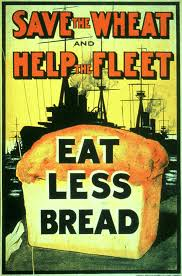 SAVE THE WHEAT
AND
HELP THE FLEET
EAT
LESS
BREAD